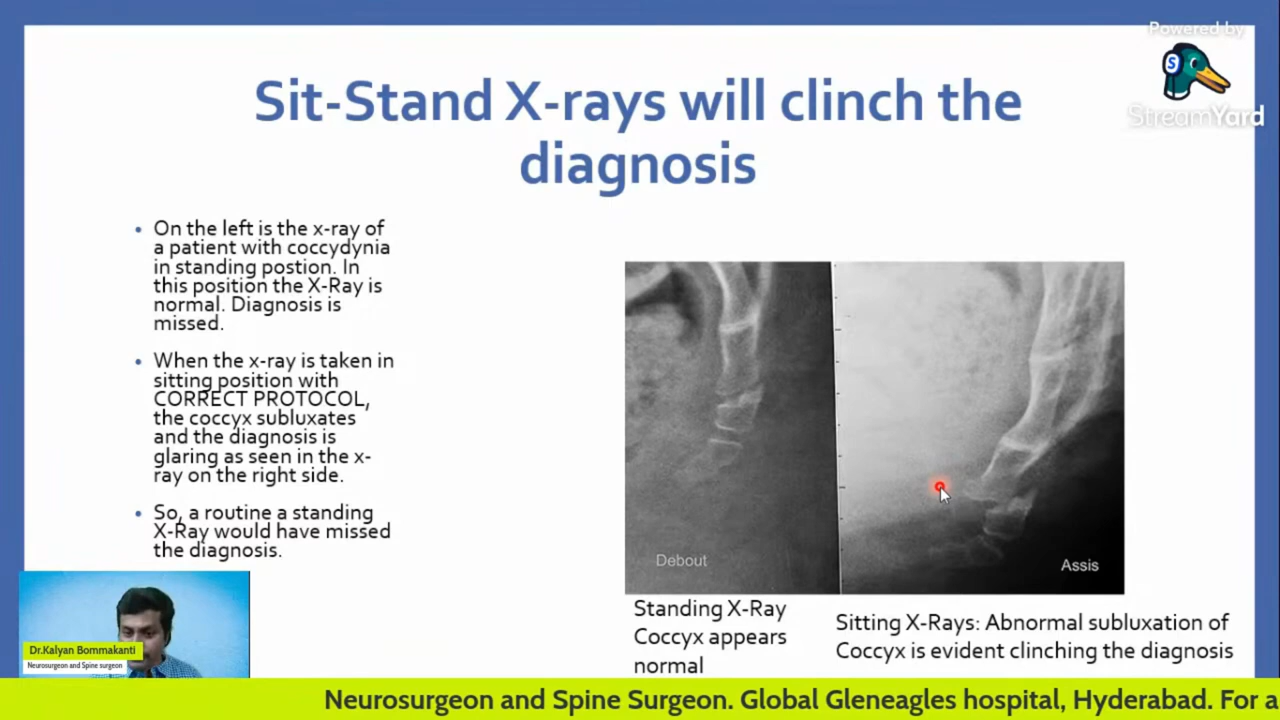 Powered by
StreamYard
Sit-Stand X-rays will clinch the
diagnosis
• On the left is the x-ray of
a patient with coccydynia
in standing postion. In
this position the X-Ray is
normal. Diagnosis is
missed.
• When the x-ray is taken in
sitting position with
CORRECT PROTOCOL,
the coccyx subluxates
and the diagnosis is
glaring as seen in the x-
ray on the right side.
• So, a routine a standing
X-Ray would have missed
the diagnosis.
Debout
Assis
Standing X-Ray
Coccyx appears
normal
Sitting X-Rays: Abnormal subluxation of
Coccyx is evident clinching the diagnosis
Dr.Kalyan Bommakanti
Neurosurgeon and Spine surgeon
Neurosurgeon and Spine Surgeon. Global Gleneagles hospital, Hyderabad. For a